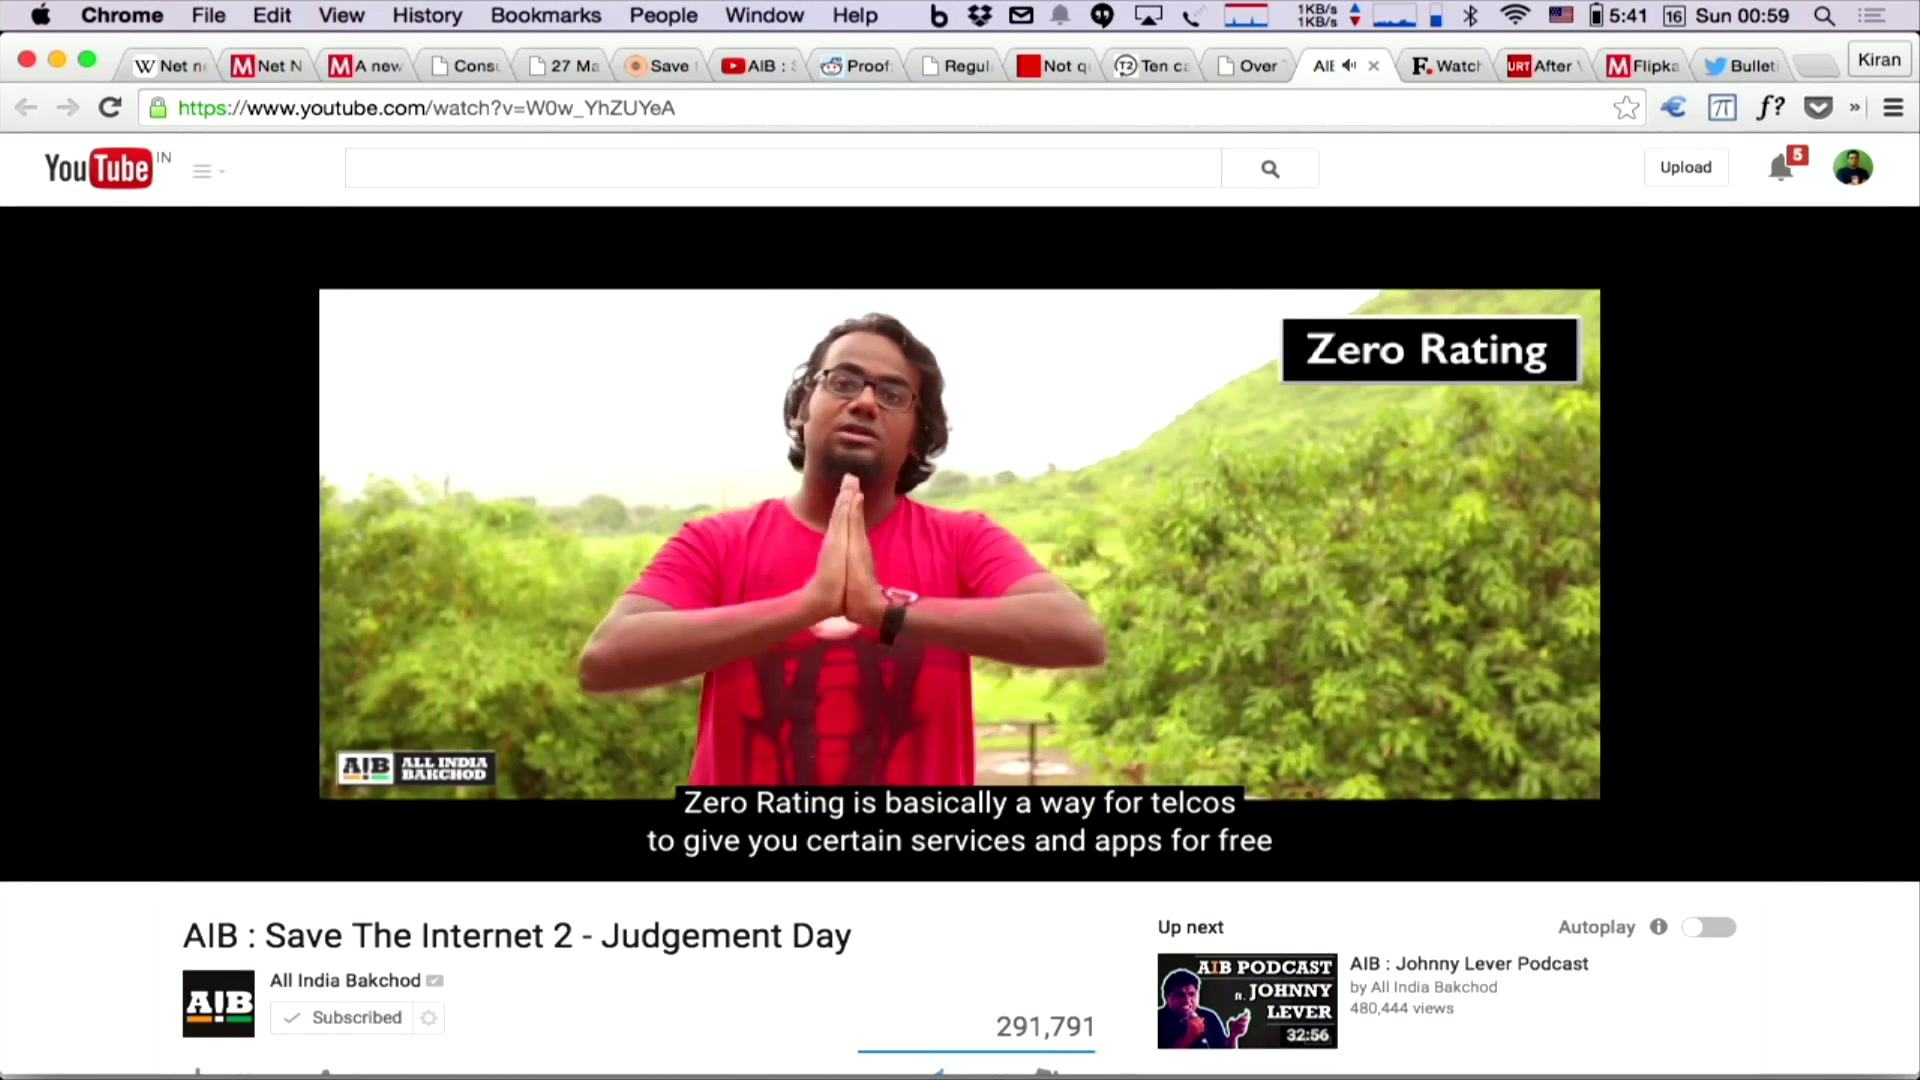 Chrome File Edit View History Bookmarks People Window Help 1KB/s 1KB/s 5:41 16 Sun 00:59
Net n M Net N M A new Consu 27 Ma Save AIB : S Proof Regul Not q T2 Ten ca Over AIB F. Watch URT After M Flipka Bulleti Kiran
https://www.youtube.com/watch?v=W0w_YhZUYeA f?
YouTube IN Upload 5
Zero Rating
A!B ALL INDIA BAKCHOD
Zero Rating is basically a way for telcos
to give you certain services and apps for free
AIB : Save The Internet 2 - Judgement Day
A!B
All India Bakchod
Subscribed
291,791
Up next Autoplay
AIB PODCAST
ft. JOHNNY
LEVER
32:56
AIB : Johnny Lever Podcast
by All India Bakchod
480,444 views